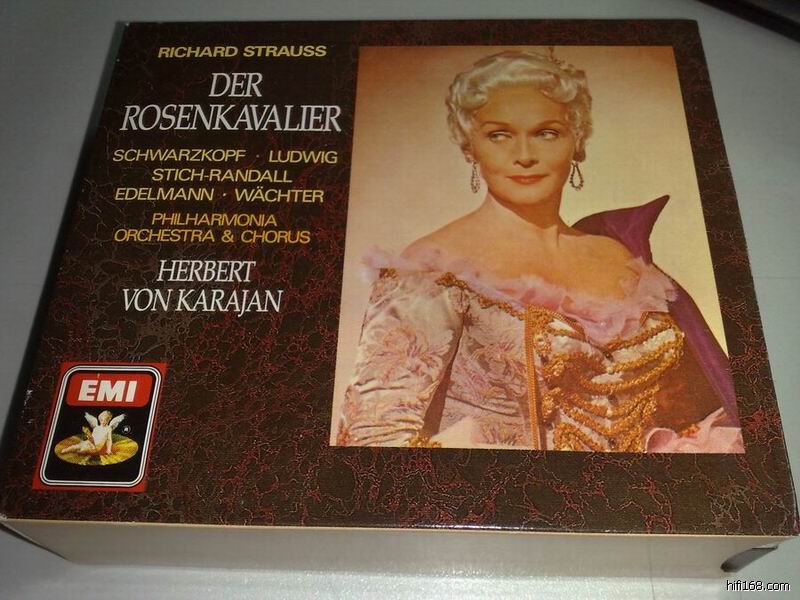 RICHARD STRAUSS
DER
ROSENKAVALIER
SCHWARZKOPF · LUDWIG
STICH-RANDALL
EDELMANN · WÄCHTER
PHILHARMONIA
ORCHESTRA & CHORUS
HERBERT
VON KARAJAN
EMI
hifi168.com